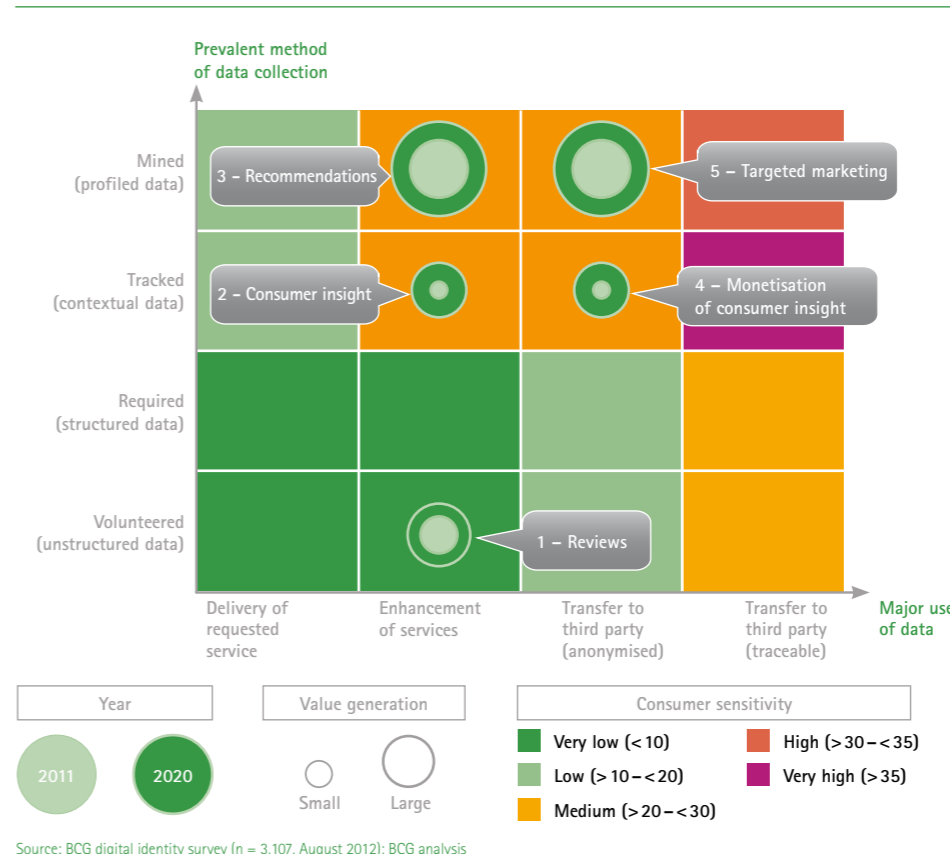 Prevalent method
of data collection
Mined
(profiled data)
3 – Recommendations
5 – Targeted marketing
Tracked
(contextual data)
2 – Consumer insight
4 – Monetisation
of consumer insight
Required
(structured data)
Volunteered
(unstructured data)
1 – Reviews
Delivery of
requested
service
Enhancement
of services
Transfer to
third party
(anonymised)
Transfer to
third party
(traceable)
Major use
of data
Year
2011
2020
Value generation
Small
Large
Consumer sensitivity
Very low (<10)
Low (>10–<20)
Medium (>20–<30)
High (>30–<35)
Very high (>35)
Source: BCG digital identity survey (n = 3,107, August 2012); BCG analysis